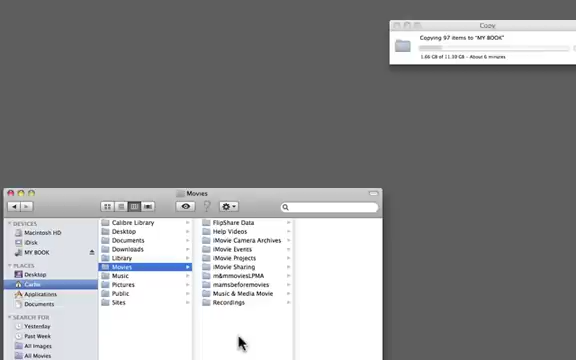 Copy
Copying 97 items to "MY BOOK"
1.66 GB of 11.39 GB - About 6 minutes
Movies
DEVICES
Macintosh HD
iDisk
MY BOOK
PLACES
Desktop
Applications
Documents
SEARCH FOR
Yesterday
Past Week
All Images
All Movies
Calibre Library
Desktop
Documents
Downloads
Library
Movies
Music
Pictures
Public
Sites
FlipShare Data
Help Videos
iMovie Camera Archives
iMovie Events
iMovie Projects
iMovie Sharing
m&mmoviesLPMA
mamsbeforemovies
Music & Media Movie
Recordings